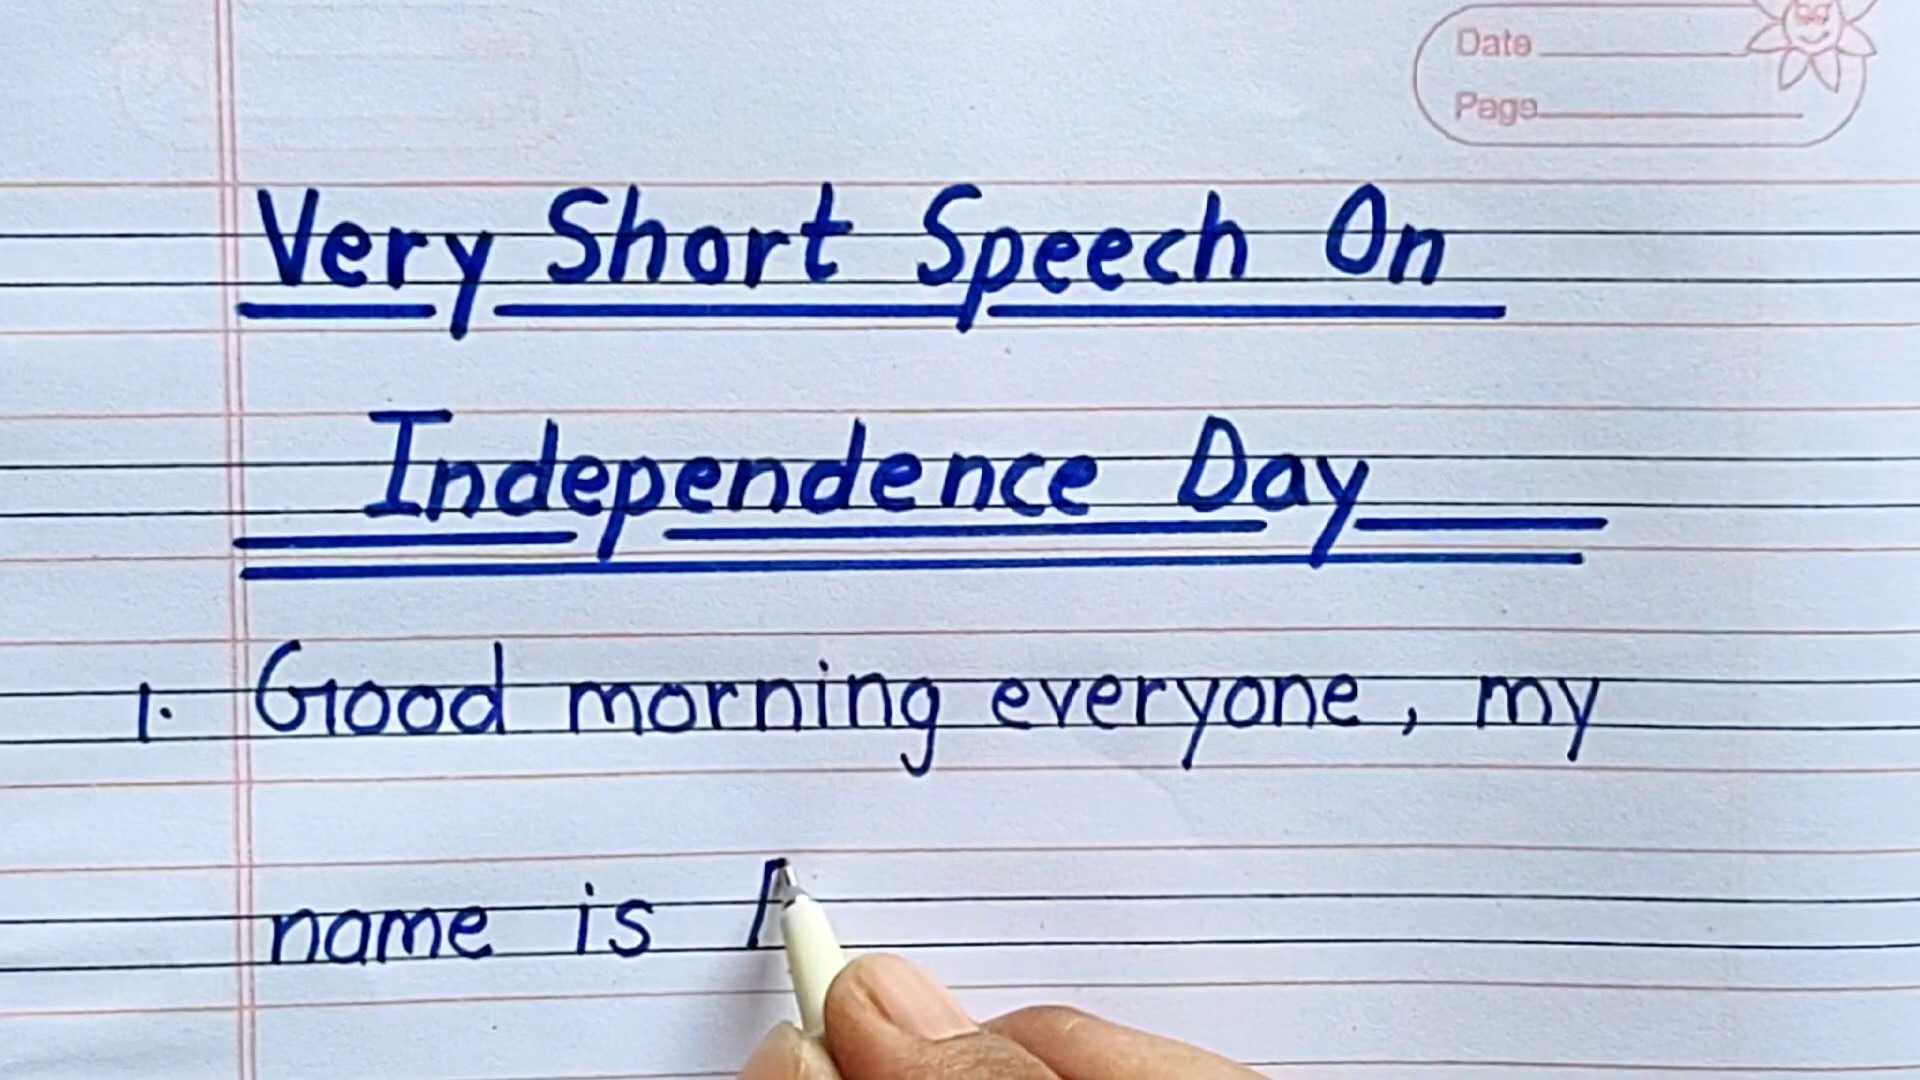 Date
Page
Very Short Speech On
Independence Day
1. Good morning everyone, my
name is